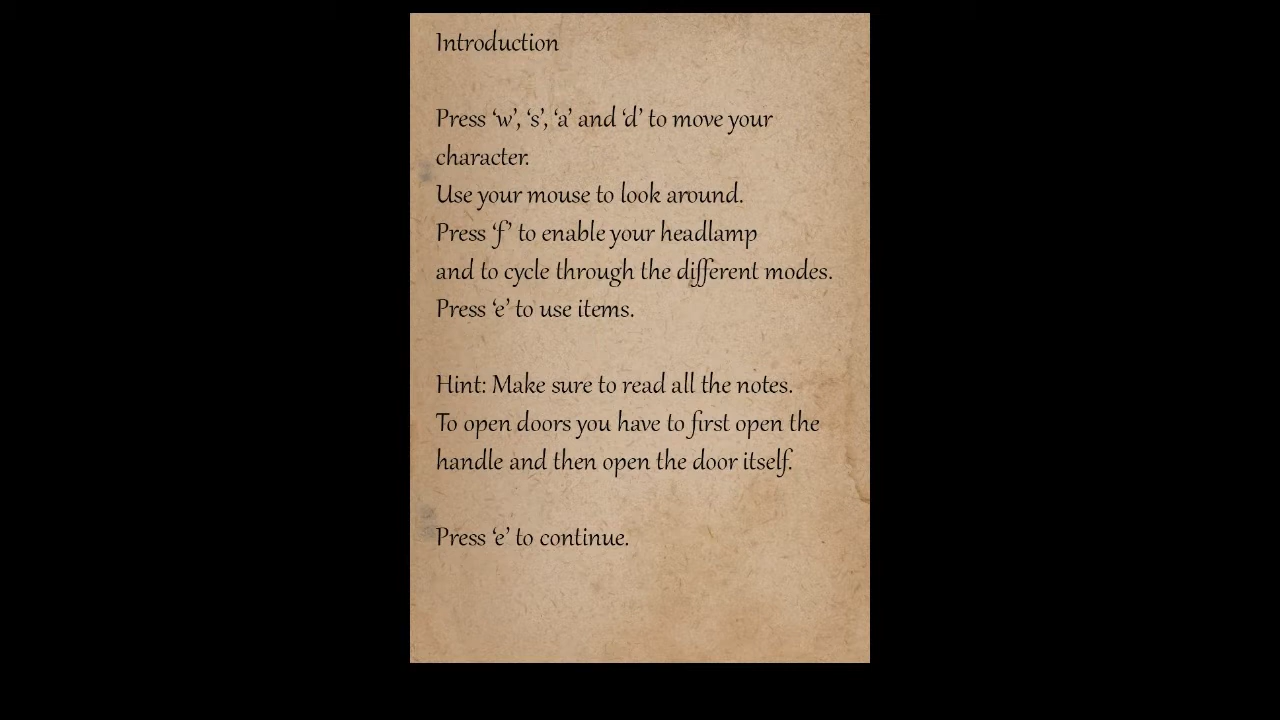 Introduction
Press ‘w’, ‘s’, ‘a’ and ‘d’ to move your
character.
Use your mouse to look around.
Press ‘f’ to enable your headlamp
and to cycle through the different modes.
Press ‘e’ to use items.
Hint: Make sure to read all the notes.
To open doors you have to first open the
handle and then open the door itself.
Press ‘e’ to continue.